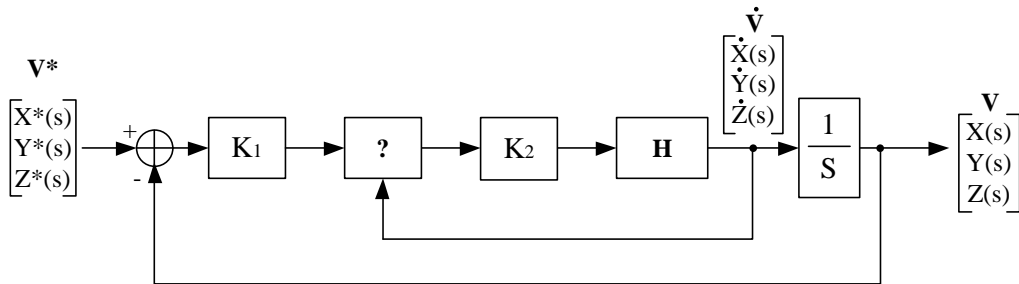 V*
X*(s)
Y*(s)
Z*(s)
+
-
K1
?
K2
H
V̇
Ẋ(s)
Ẏ(s)
Ż(s)
1
S
V
X(s)
Y(s)
Z(s)